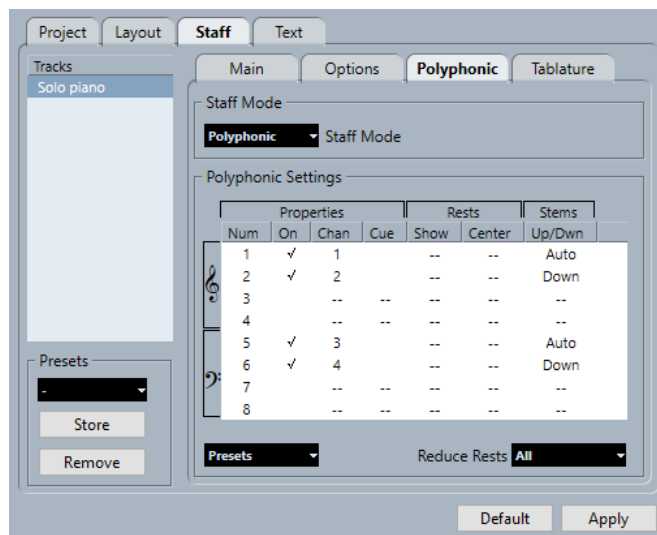 Project Layout Staff Text
Tracks
Solo piano
Main Options Polyphonic Tablature
Staff Mode
Polyphonic Staff Mode
Polyphonic Settings
Properties Rests Stems
Num On Chan Cue Show Center Up/Dwn
1 √ 1 -- -- Auto
2 √ 2 -- -- Down
3 -- -- -- -- --
4 -- -- -- -- --
5 √ 3 -- -- Auto
6 √ 4 -- -- Down
7 -- -- -- -- --
8 -- -- -- -- --
Presets
-
Store
Remove
Presets Reduce Rests All
Default Apply